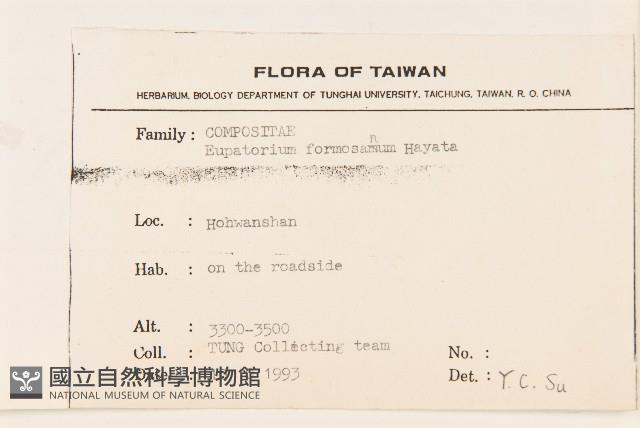 FLORA OF TAIWAN
HERBARIUM, BIOLOGY DEPARTMENT OF TUNGHAI UNIVERSITY, TAICHUNG, TAIWAN, R. O. CHINA
Family : COMPOSITAE
Eupatorium formosanum Hayata
Loc. : Hohwanshan
Hab. : on the roadside
Alt. : 3300-3500
Coll. : TUNG Collecting team
No. :
1993
Det. : Y. C. Su
國立自然科學博物館
NATIONAL MUSEUM OF NATURAL SCIENCE